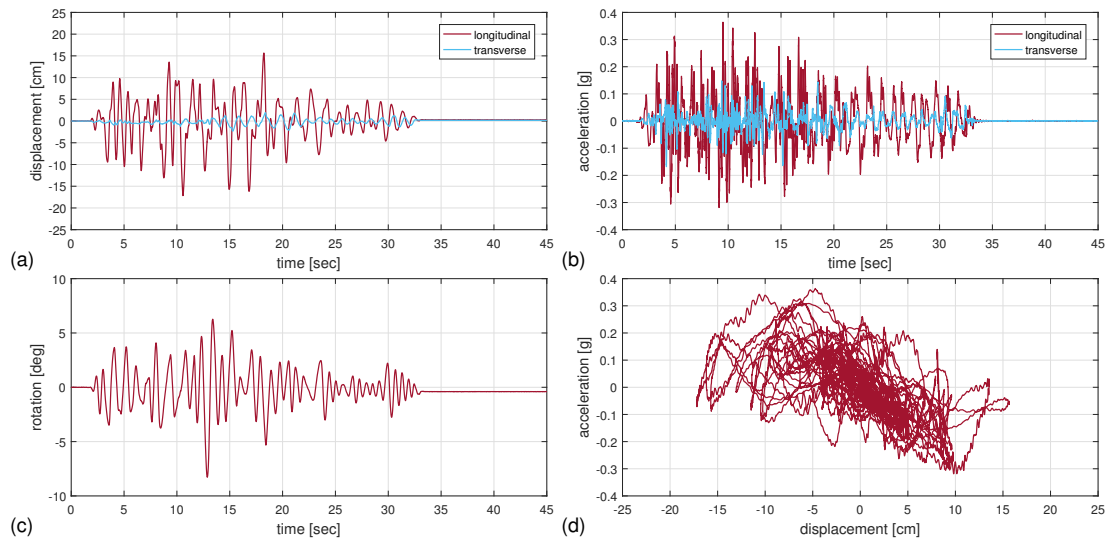 25
20
15
10
5
0
-5
-10
-15
-20
-25
displacement [cm]
longitudinal
transverse
0 5 10 15 20 25 30 35 40 45
time [sec]
(a)
0.4
0.3
0.2
0.1
0
-0.1
-0.2
-0.3
-0.4
acceleration [g]
longitudinal
transverse
0 5 10 15 20 25 30 35 40 45
time [sec]
(b)
10
5
0
-5
-10
rotation [deg]
0 5 10 15 20 25 30 35 40 45
time [sec]
(c)
0.4
0.3
0.2
0.1
0
-0.1
-0.2
-0.3
-0.4
acceleration [g]
-25 -20 -15 -10 -5 0 5 10 15 20 25
displacement [cm]
(d)